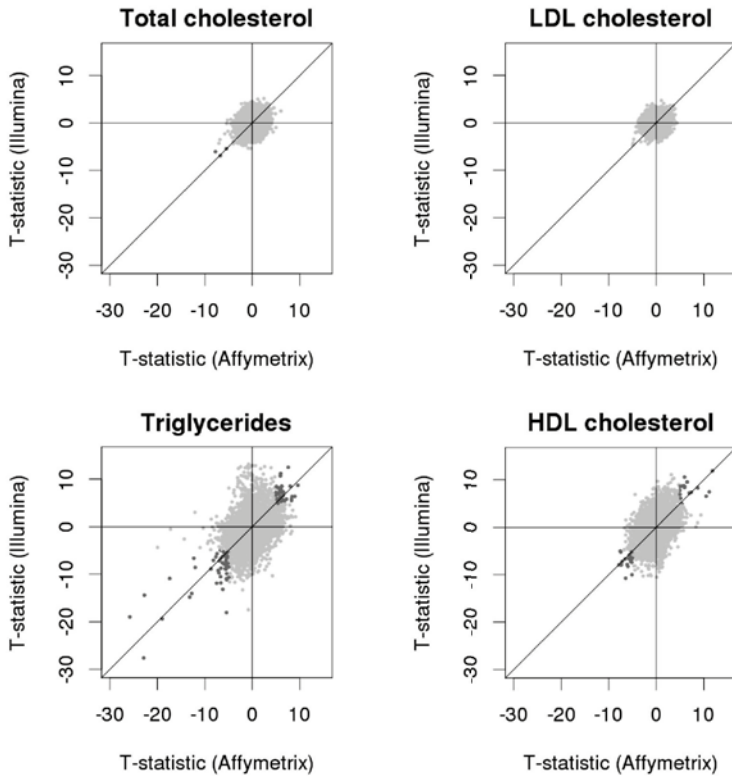 Total cholesterol
T-statistic (Illumina)
10
0
-10
-20
-30
-30 -20 -10 0 10
T-statistic (Affymetrix)
LDL cholesterol
T-statistic (Illumina)
10
0
-10
-20
-30
-30 -20 -10 0 10
T-statistic (Affymetrix)
Triglycerides
T-statistic (Illumina)
10
0
-10
-20
-30
-30 -20 -10 0 10
T-statistic (Affymetrix)
HDL cholesterol
T-statistic (Illumina)
10
0
-10
-20
-30
-30 -20 -10 0 10
T-statistic (Affymetrix)